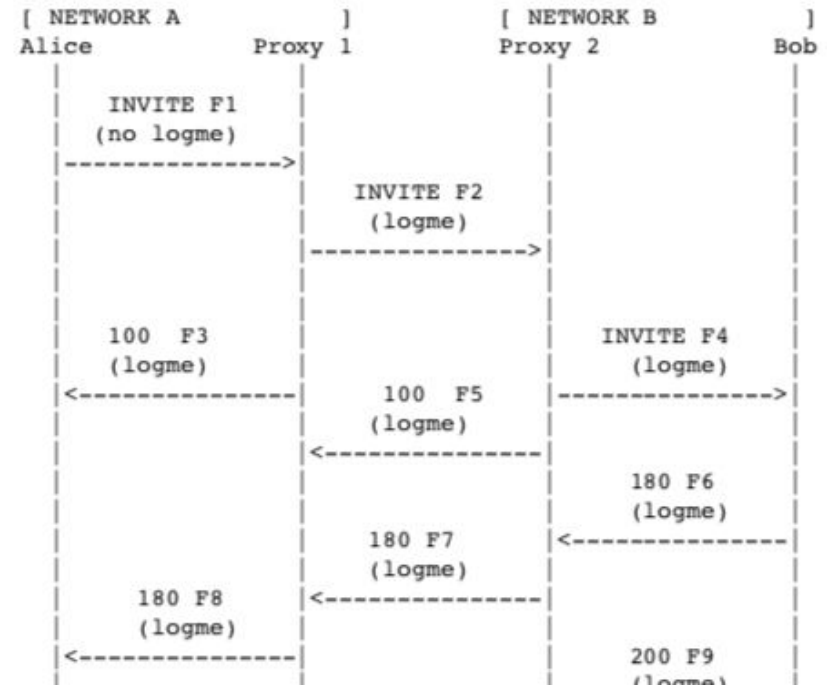 [ NETWORK A ] [ NETWORK B ]
Alice Proxy 1 Proxy 2 Bob
INVITE F1
(no logme)
INVITE F2
(logme)
100 F3 INVITE F4
(logme) (logme)
100 F5
(logme)
180 F6
(logme)
180 F7
(logme)
180 F8
(logme)
200 F9
(logme)